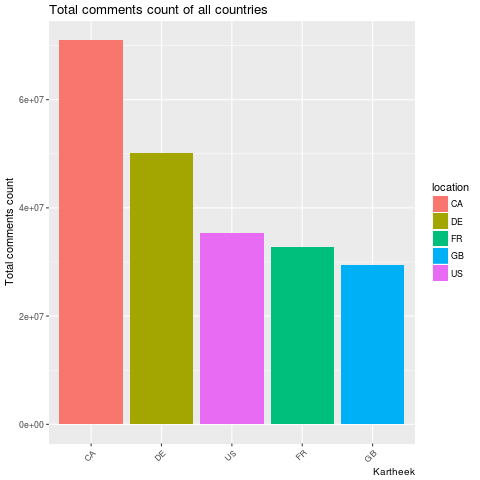 Total comments count of all countries
Total comments count
6e+07
4e+07
2e+07
0e+00
CA
DE
US
FR
GB
Kartheek
location
CA
DE
FR
GB
US